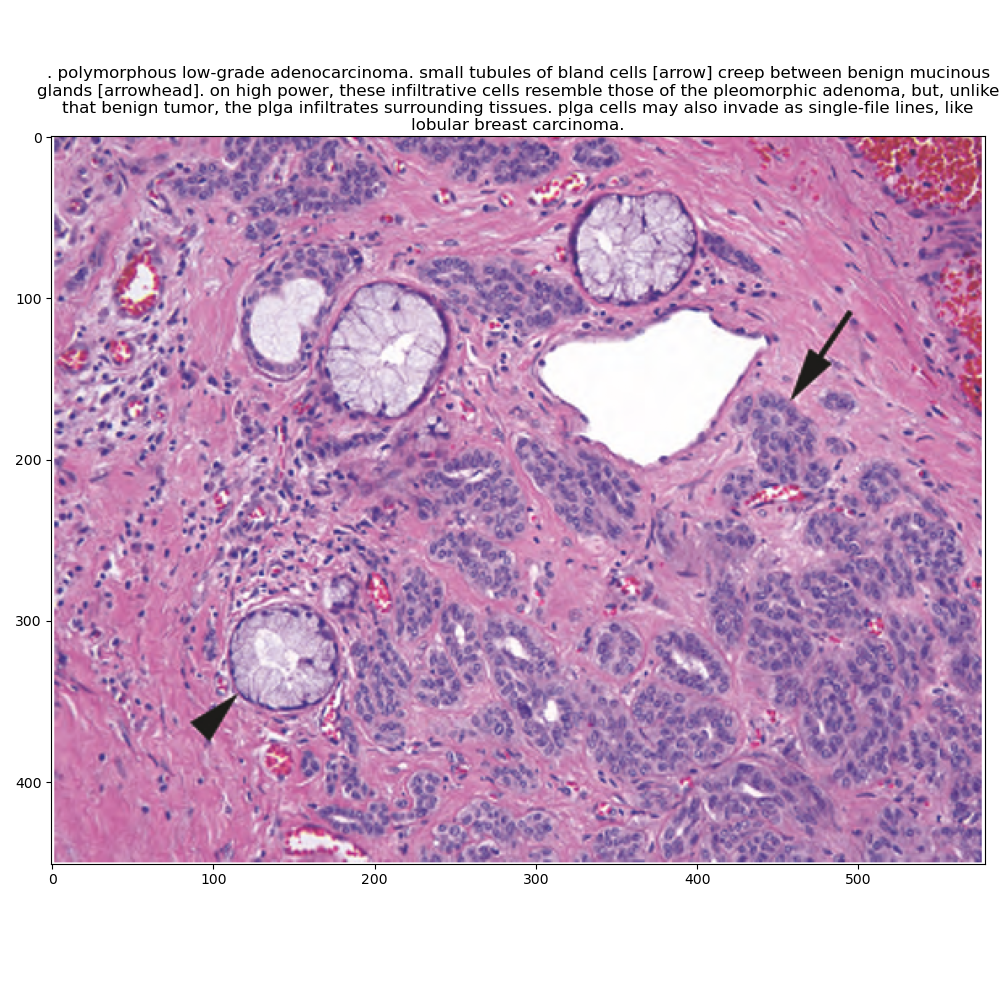 . polymorphous low-grade adenocarcinoma. small tubules of bland cells [arrow] creep between benign mucinous
glands [arrowhead]. on high power, these infiltrative cells resemble those of the pleomorphic adenoma, but, unlike
that benign tumor, the plga infiltrates surrounding tissues. plga cells may also invade as single-file lines, like
lobular breast carcinoma.
0
100
200
300
400
0
100
200
300
400
500